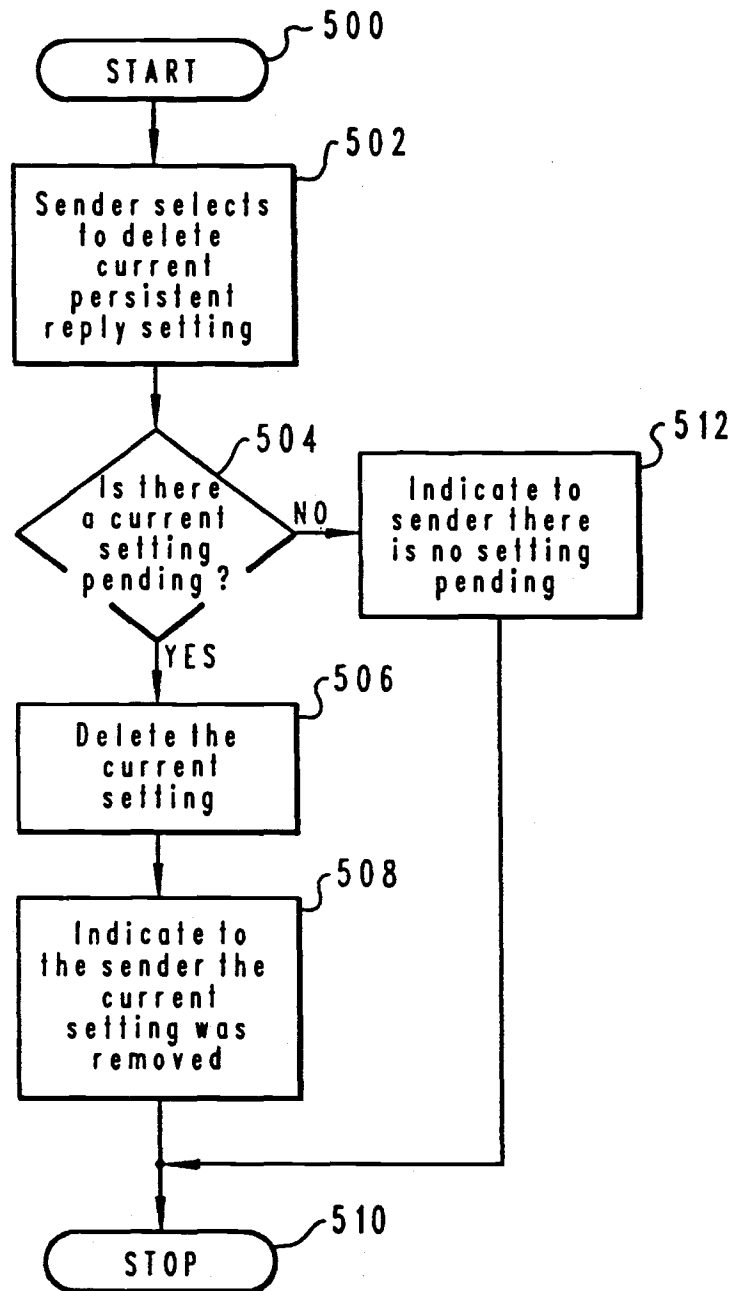 500
START
502
Sender selects
to delete
current
persistent
reply setting
504
Is there
a current
setting
pending ?
NO
512
Indicate to
sender there
is no setting
pending
YES
506
Delete the
current
setting
508
Indicate to
the sender the
current
setting was
removed
510
STOP